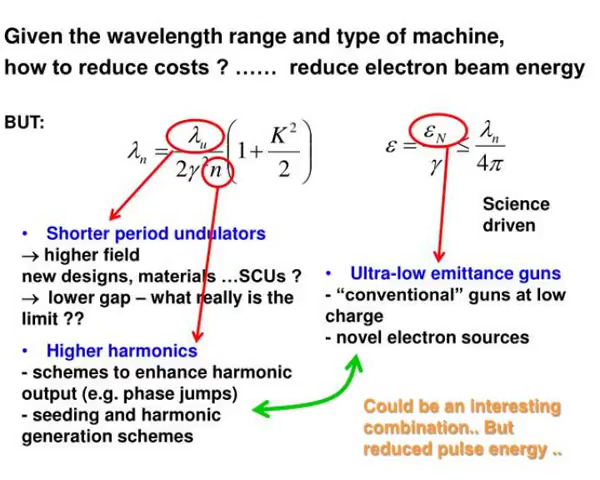 Given the wavelength range and type of machine,
how to reduce costs ? ...... reduce electron beam energy
BUT:
λₙ = λᵤ / 2γ²n (1 + K² / 2)
ε = ε_N / γ ≤ λₙ / 4π
Science
driven
• Shorter period undulators
→ higher field
new designs, materials ...SCUs ?
→ lower gap – what really is the
limit ??
• Higher harmonics
- schemes to enhance harmonic
output (e.g. phase jumps)
- seeding and harmonic
generation schemes
• Ultra-low emittance guns
- “conventional” guns at low
charge
- novel electron sources
Could be an interesting
combination.. But
reduced pulse energy ..